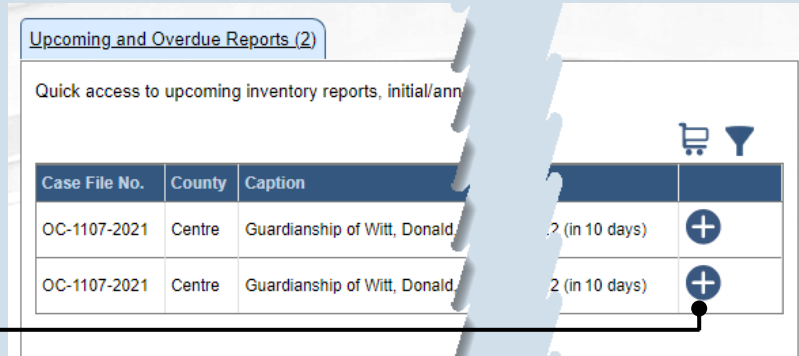 Upcoming and Overdue Reports (2)
Quick access to upcoming inventory reports, initial/ann
Case File No. County Caption
OC-1107-2021 Centre Guardianship of Witt, Donald, 2 (in 10 days)
OC-1107-2021 Centre Guardianship of Witt, Donald, 2 (in 10 days)